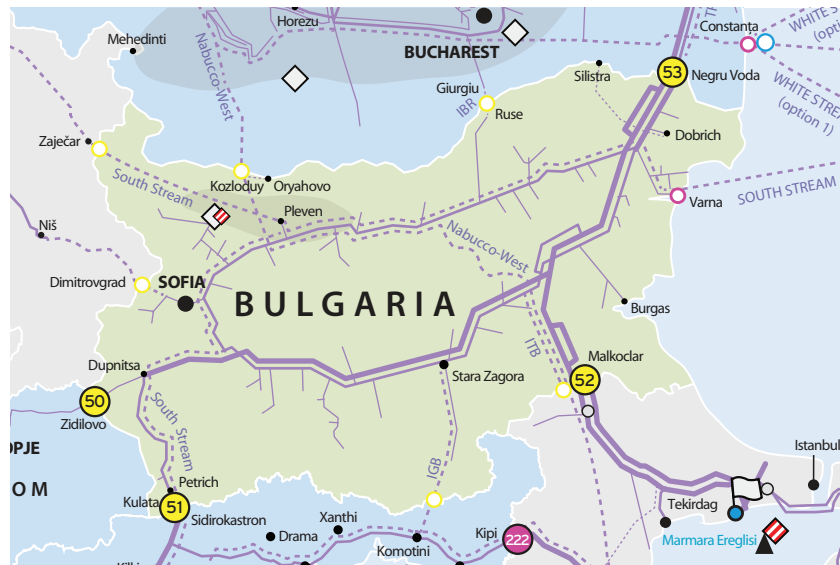 Horezu
Mehedinti
BUCHAREST
Constanta
WHITE S
(opti
TH
Nabucco-West
Giurgiu
IBR
Ruse
Silistra
53
Negru Voda
WHITE STRE
(option 1)
Dobrich
Zaječar
South Stream
Kozloduy
Oryahovo
Pleven
SOUTH STREAM
Varna
Niš
Nabucco-West
Dimitrovgrad
SOFIA
BULGARIA
Burgas
ITB
Malkoclar
52
Dupnitsa
Stara Zagora
50
Zidilovo
South Stream
OPJE
OM
IGB
Istanbul
Petrich
Kulata
51
Sidirokastron
Tekirdag
Xanthi
Drama
Komotini
Kipi
222
Marmara Ereglisi
Kilki